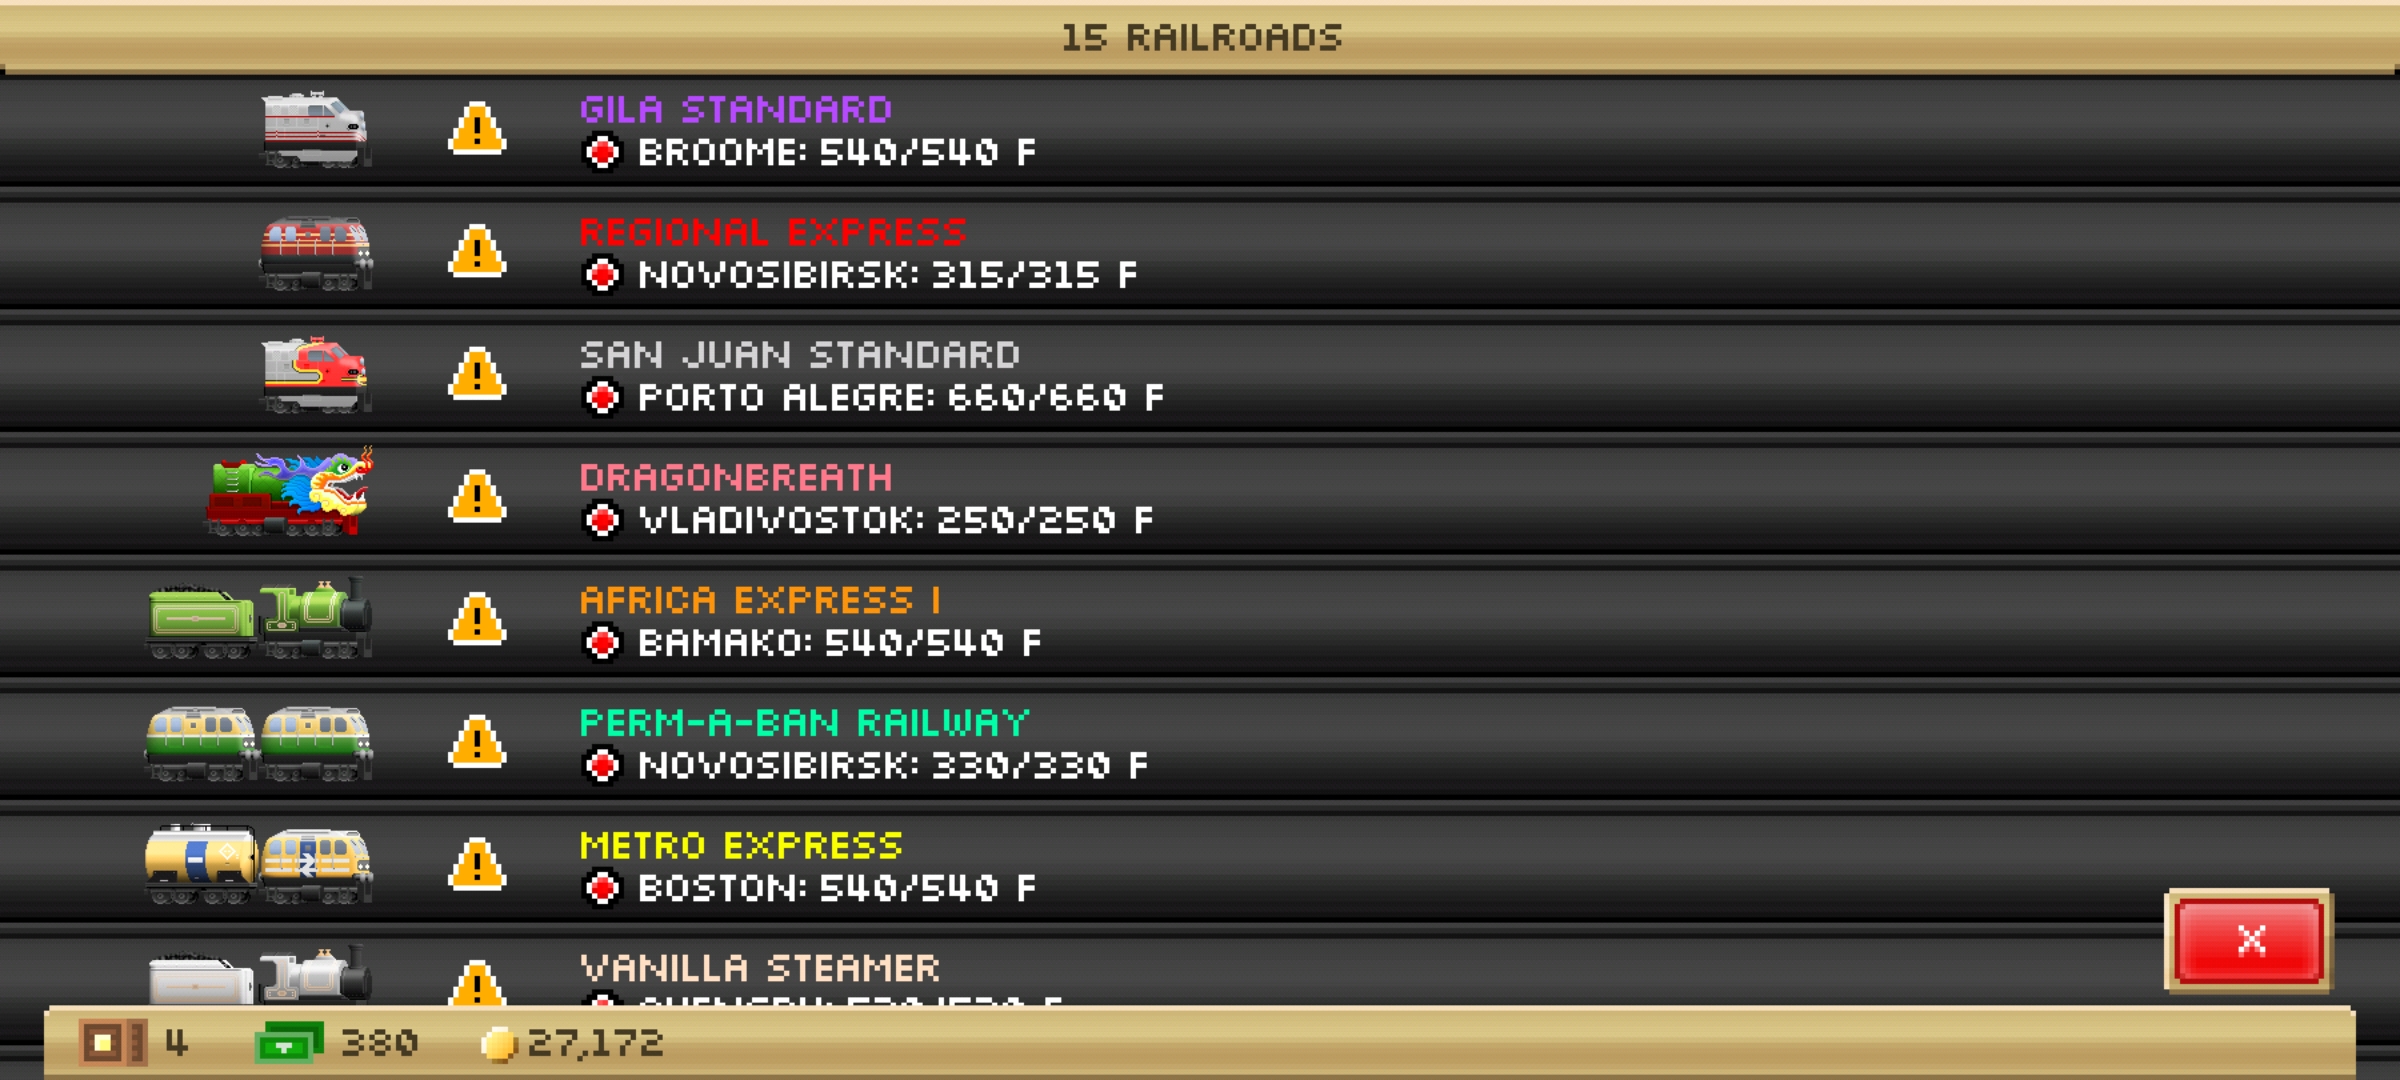 15 RAILROADS
GILA STANDARD
BROOME: 540/540 F
REGIONAL EXPRESS
NOVOSIBIRSK: 315/315 F
SAN JUAN STANDARD
PORTO ALEGRE: 660/660 F
DRAGONBREATH
VLADIVOSTOK: 250/250 F
AFRICA EXPRESS I
BAMAKO: 540/540 F
PERM-A-BAN RAILWAY
NOVOSIBIRSK: 330/330 F
METRO EXPRESS
BOSTON: 540/540 F
VANILLA STEAMER
4 380 27,172